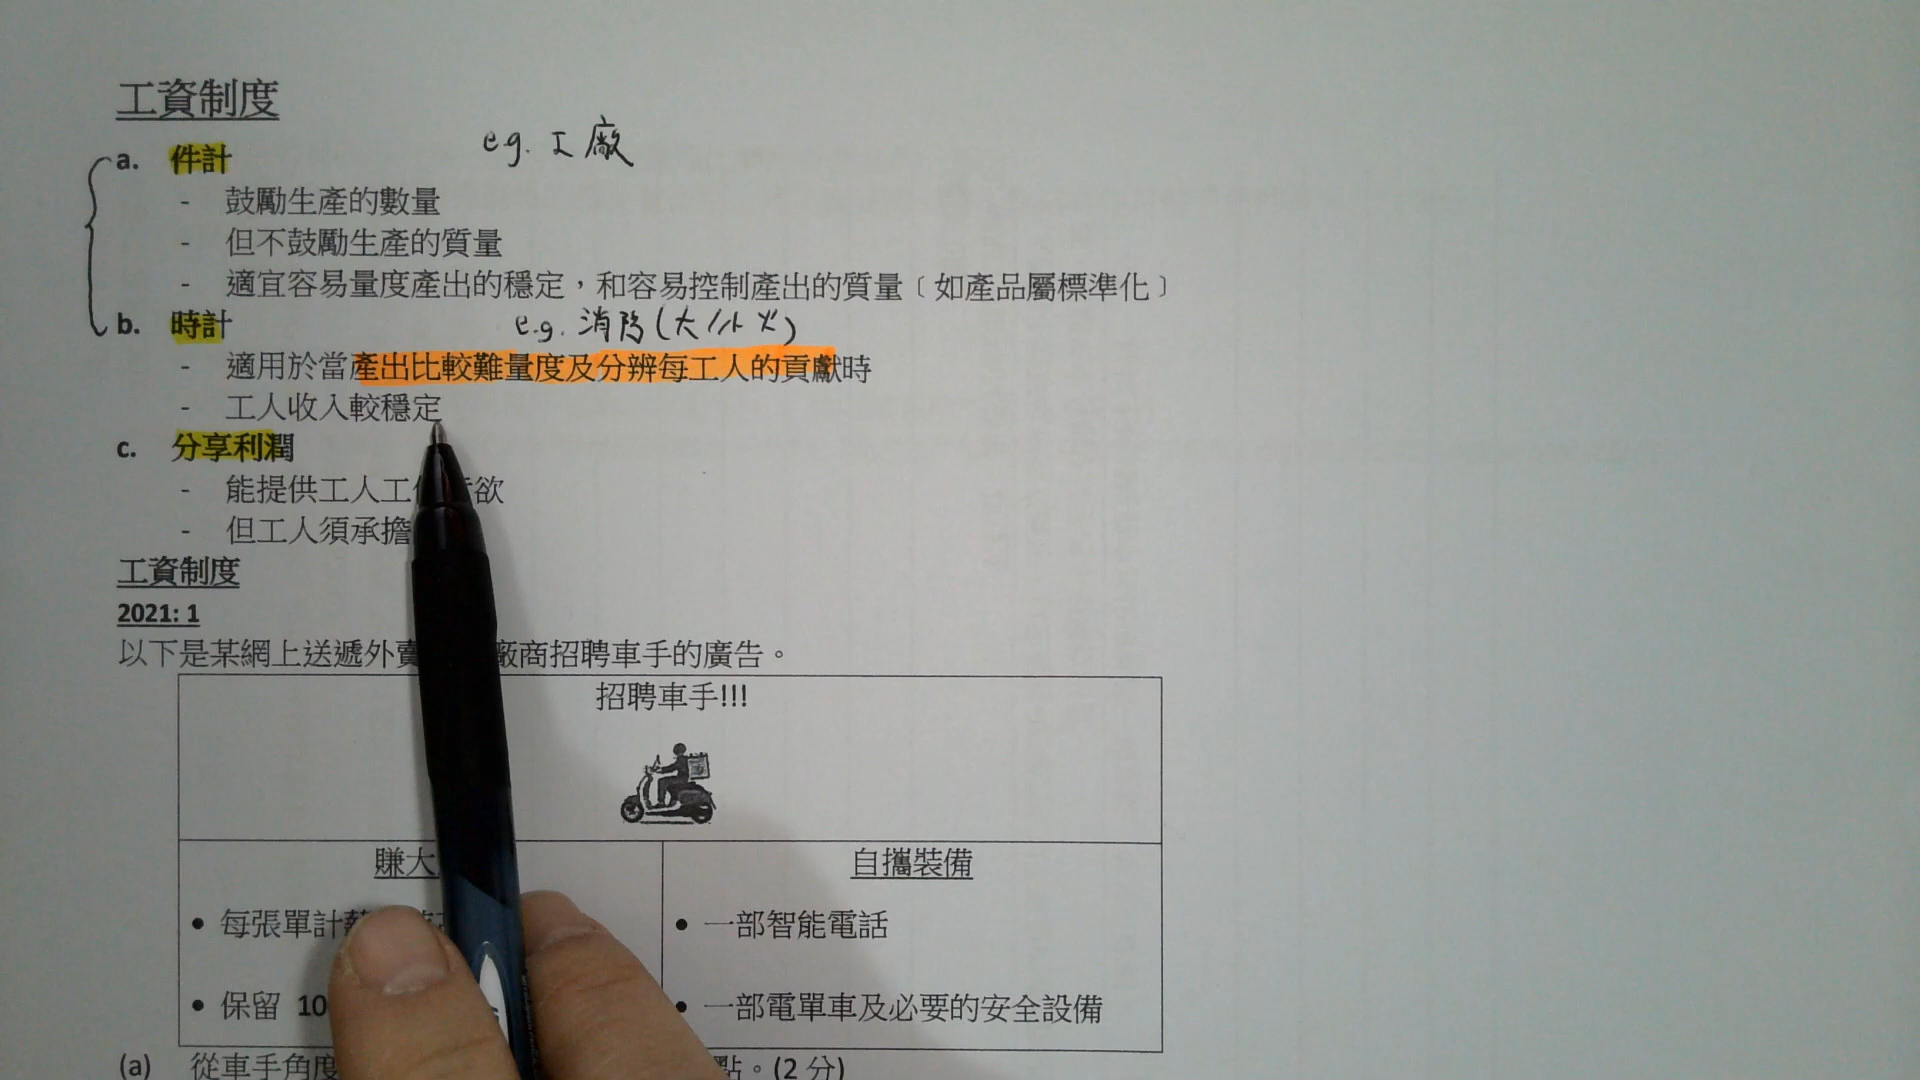 工資制度
a. 件計 e.g. 工廠
- 鼓勵生產的數量
- 但不鼓勵生產的質量
- 適宜容易量度產出的穩定，和容易控制產出的質量﹝如產品屬標準化﹞
b. 時計 e.g. 消防(大/小火)
- 適用於當產出比較難量度及分辨每工人的貢獻時
- 工人收入較穩定
c. 分享利潤
- 能提供工人工 欲
- 但工人須承擔
工資制度
2021: 1
以下是某網上送遞外賣 廠商招聘車手的廣告。
招聘車手!!!
賺大 自攜裝備
• 每張單計 • 一部智能電話
• 保留 10 • 一部電單車及必要的安全設備
(a) 從車手角度 點。(2 分)